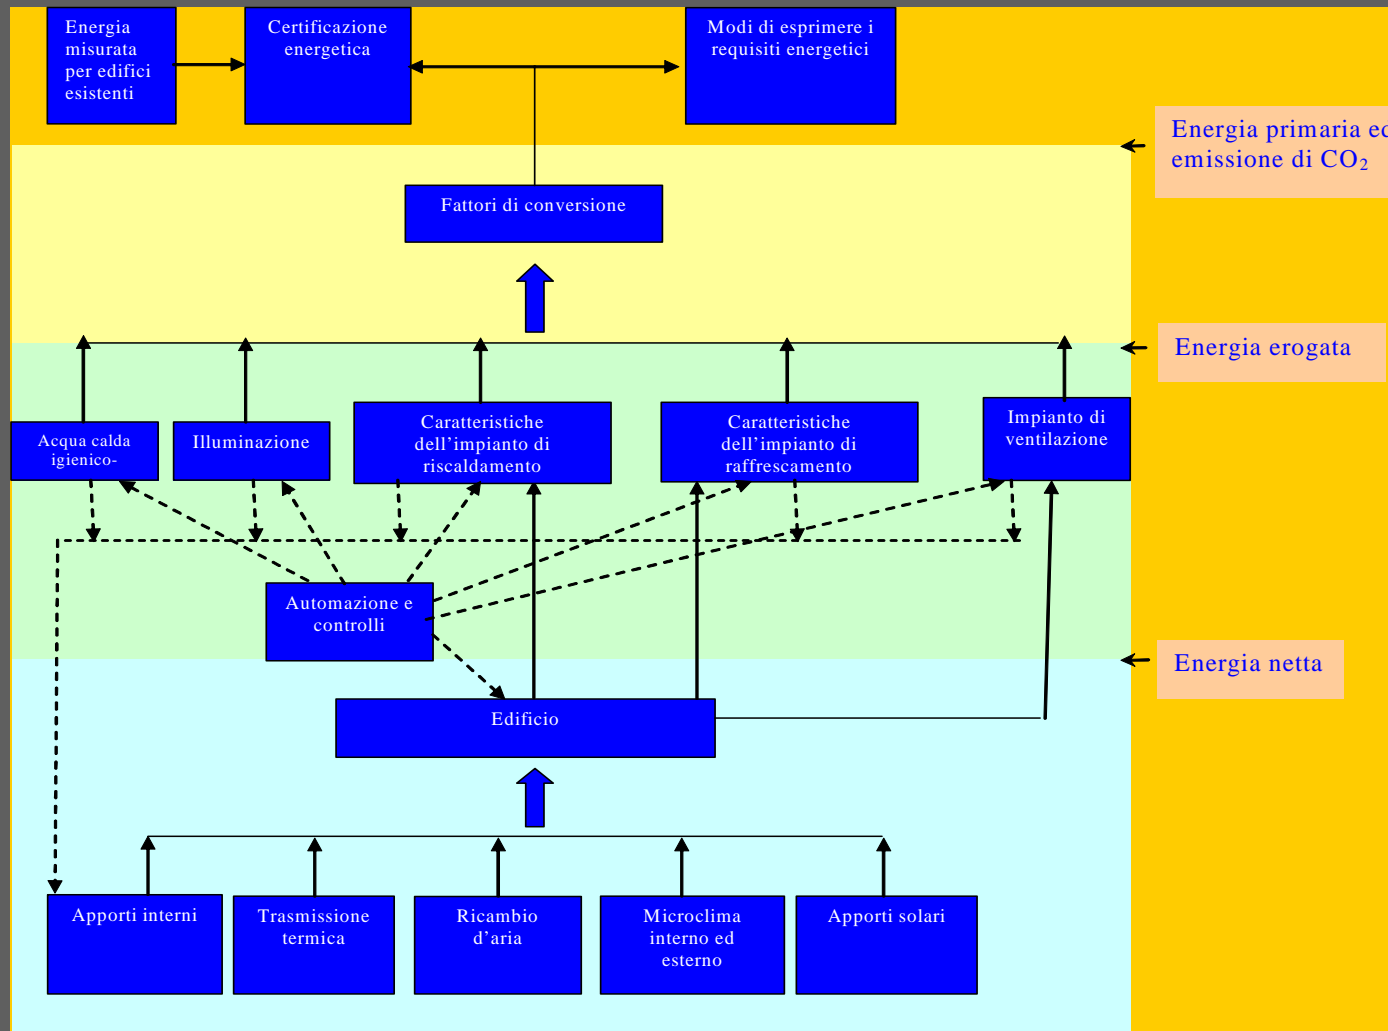 Energia
misurata
per edifici
esistenti
Certificazione
energetica
Modi di esprimere i
requisiti energetici
Energia primaria ed
emissione di CO₂
Fattori di conversione
Energia erogata
Acqua calda
igienico-
Illuminazione
Caratteristiche
dell’impianto di
riscaldamento
Caratteristiche
dell’impianto di
raffrescamento
Impianto di
ventilazione
Automazione e
controlli
Energia netta
Edificio
Apporti interni
Trasmissione
termica
Ricambio
d’aria
Microclima
interno ed
esterno
Apporti solari